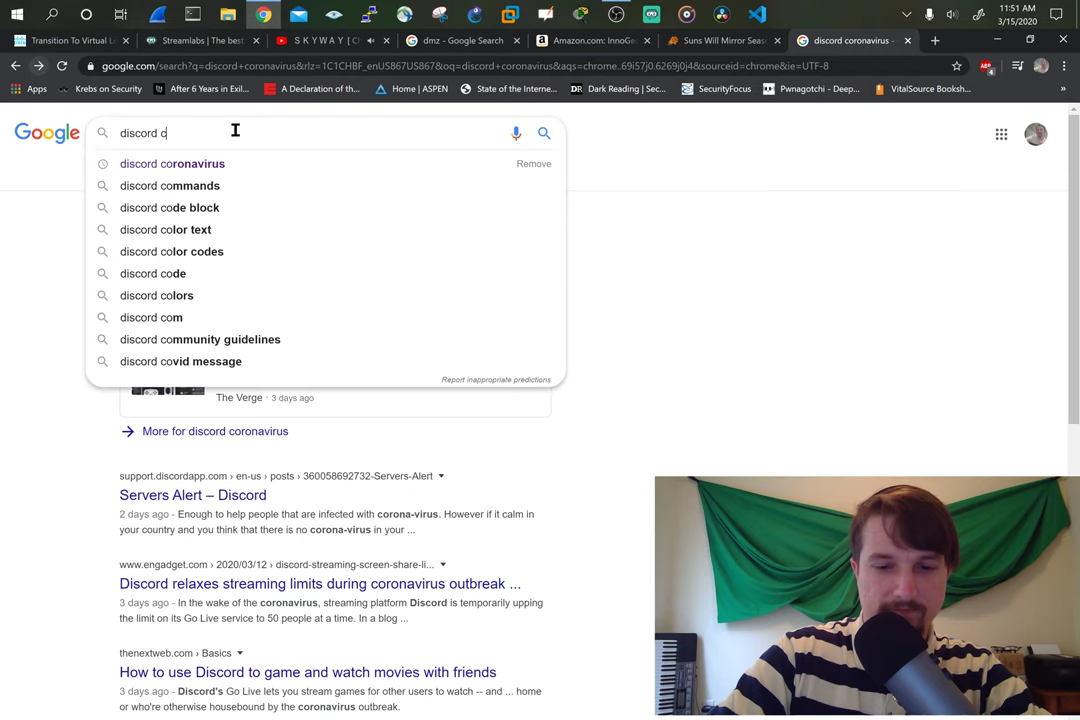 11:51 AM
3/15/2020
Transition To Virtual L
Streamlabs | The best
S K Y W A Y [ C
dmz - Google Search
Amazon.com: InnoGe
Suns Will Mirror Seas
discord coronavirus -
google.com/search?q=discord+coronavirus&rlz=1C1CHBF_enUS867US867&oq=discord+coronavirus&aqs=chrome..69i57j0.6269j0j4&sourceid=chrome&ie=UTF-8
ABP
4
Apps
Krebs on Security
After 6 Years in Exil...
A Declaration of Th...
Home | ASPEN
State of the Interne...
DR
Dark Reading | Sec...
SecurityFocus
Pwnagotchi - Deep...
VitalSource Booksh...
»
Google
discord c
discord coronavirus
Remove
discord commands
discord code block
discord color text
discord color codes
discord code
discord colors
discord com
discord community guidelines
discord covid message
Report inappropriate predictions
The Verge · 3 days ago
More for discord coronavirus
support.discordapp.com › en-us › posts › 360058692732-Servers-Alert
Servers Alert – Discord
2 days ago - Enough to help people that are infected with corona-virus. However if it calm in
your country and you think that there is no corona-virus in your ...
www.engadget.com › 2020/03/12 › discord-streaming-screen-share-li...
Discord relaxes streaming limits during coronavirus outbreak ...
3 days ago - In the wake of the coronavirus, streaming platform Discord is temporarily upping
the limit on its Go Live service to 50 people at a time. In a blog ...
thenextweb.com › Basics
How to use Discord to game and watch movies with friends
3 days ago - Discord's Go Live lets you stream games for other users to watch -- and ... home
or who're otherwise housebound by the coronavirus outbreak.